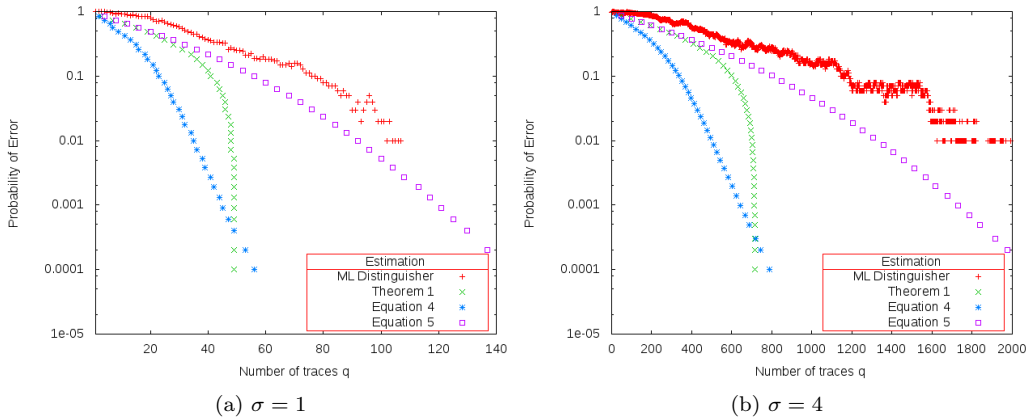 1
0.1
0.01
0.001
0.0001
1e-05
Probability of Error
20 40 60 80 100 120 140
Number of traces q
Estimation
ML Distinguisher
Theorem 1
Equation 4
Equation 5
(a) σ = 1
1
0.1
0.01
0.001
0.0001
1e-05
Probability of Error
0 200 400 600 800 1000 1200 1400 1600 1800 2000
Number of traces q
Estimation
ML Distinguisher
Theorem 1
Equation 4
Equation 5
(b) σ = 4